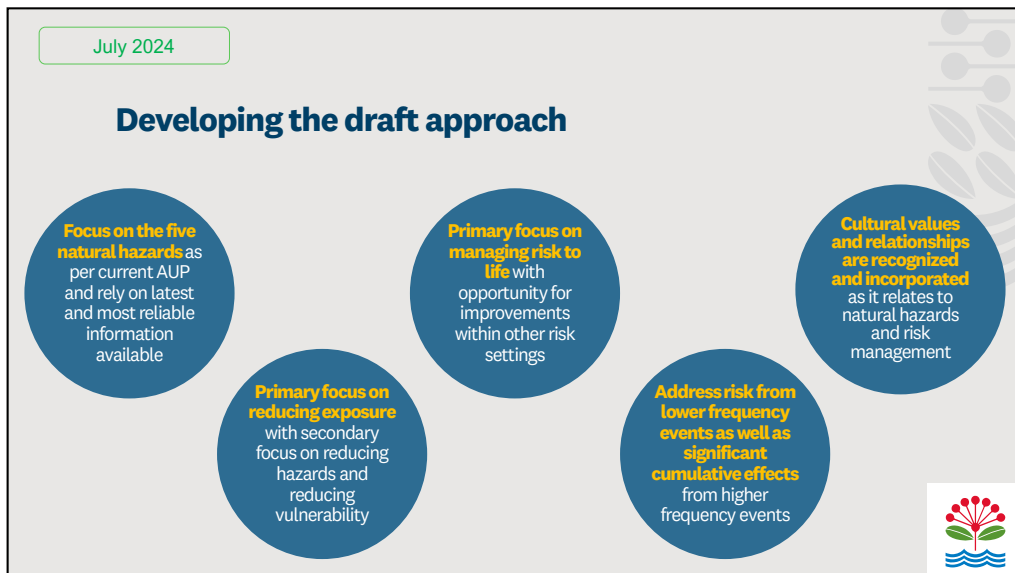 July 2024
Developing the draft approach
Focus on the five
natural hazards as
per current AUP
and rely on latest
and most reliable
information
available
Primary focus on
reducing exposure
with secondary
focus on reducing
hazards and
reducing
vulnerability
Primary focus on
managing risk to
life with
opportunity for
improvements
within other risk
settings
Address risk from
lower frequency
events as well as
significant
cumulative effects
from higher
frequency events
Cultural values
and relationships
are recognized
and incorporated
as it relates to
natural hazards
and risk
management